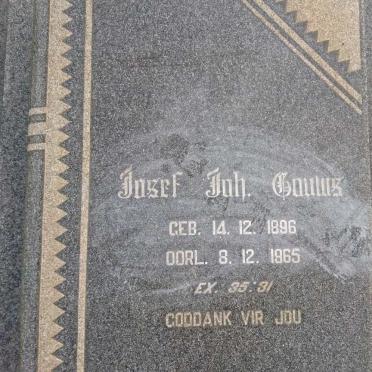 Josef Joh. Gouws
GEB. 14. 12. 1896
OORL. 8. 12. 1965
EX. 35:31
GODDANK VIR JOU